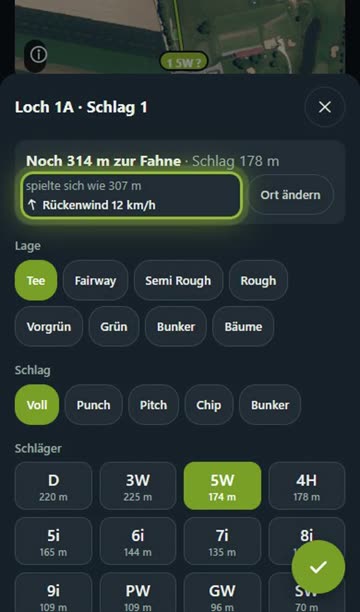 1 5W ?
Loch 1A · Schlag 1
Noch 314 m zur Fahne · Schlag 178 m
spielte sich wie 307 m
Rückenwind 12 km/h
Ort ändern
Lage
Tee
Fairway
Semi Rough
Rough
Vorgrün
Grün
Bunker
Bäume
Schlag
Voll
Punch
Pitch
Chip
Bunker
Schläger
D
220 m
3W
225 m
5W
174 m
4H
178 m
5i
165 m
6i
144 m
7i
135 m
8i
9i
109 m
PW
109 m
GW
96 m
SW
70 m